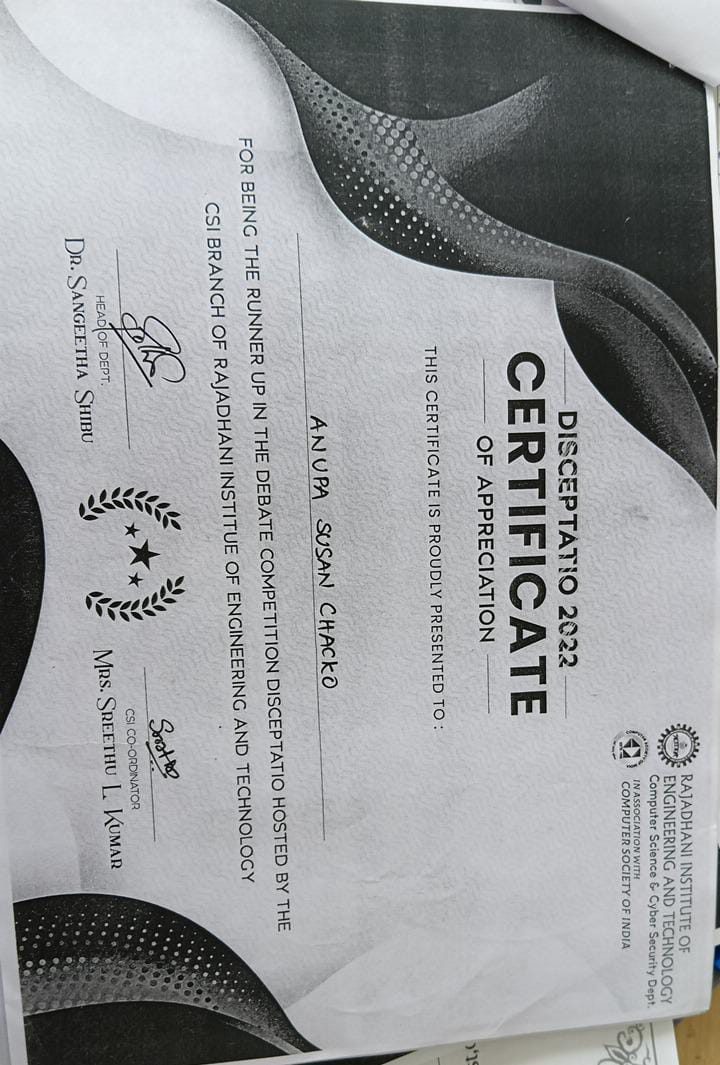 RAJADHANI INSTITUTE OF
ENGINEERING AND TECHNOLOGY
Computer Science & Cyber Security Dept.
IN ASSOCIATION WITH
COMPUTER SOCIETY OF INDIA
DISCEPTATIO 2022
CERTIFICATE
OF APPRECIATION
THIS CERTIFICATE IS PROUDLY PRESENTED TO :
ANUPA SUSAN CHACKO
FOR BEING THE RUNNER UP IN THE DEBATE COMPETITION DISCEPTATIO HOSTED BY THE
CSI BRANCH OF RAJADHANI INSTITUE OF ENGINEERING AND TECHNOLOGY
HEAD OF DEPT.
DR. SANGEETHA SHIBU
CSI CO-ORDINATOR
MRS. SREETHU L KUMAR